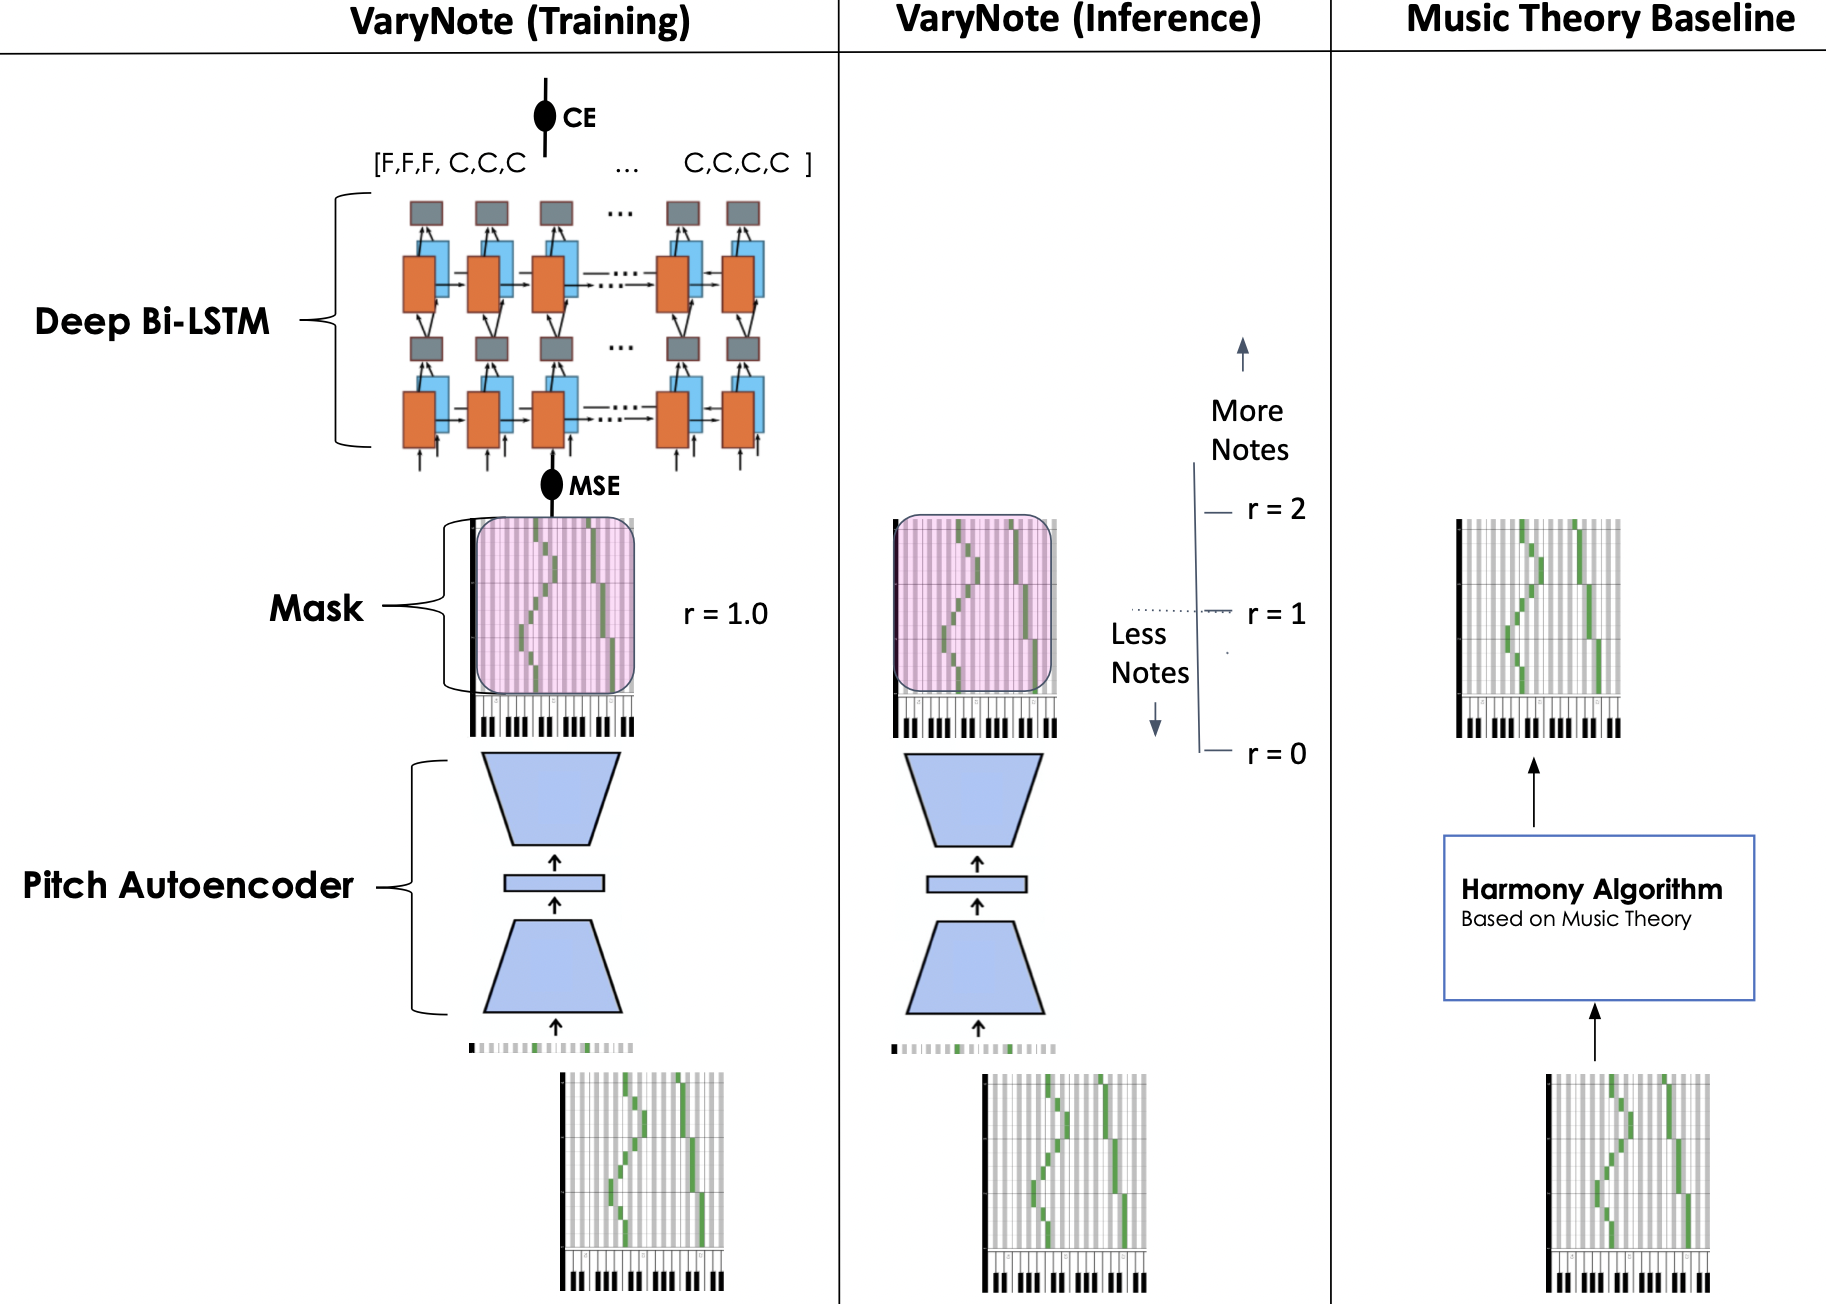 VaryNote (Training)
VaryNote (Inference)
Music Theory Baseline
CE
[F,F,F, C,C,C ... C,C,C,C ]
Deep Bi-LSTM
MSE
Mask
r = 1.0
Pitch Autoencoder
More
Notes
r = 2
r = 1
Less
Notes
r = 0
Harmony Algorithm
Based on Music Theory